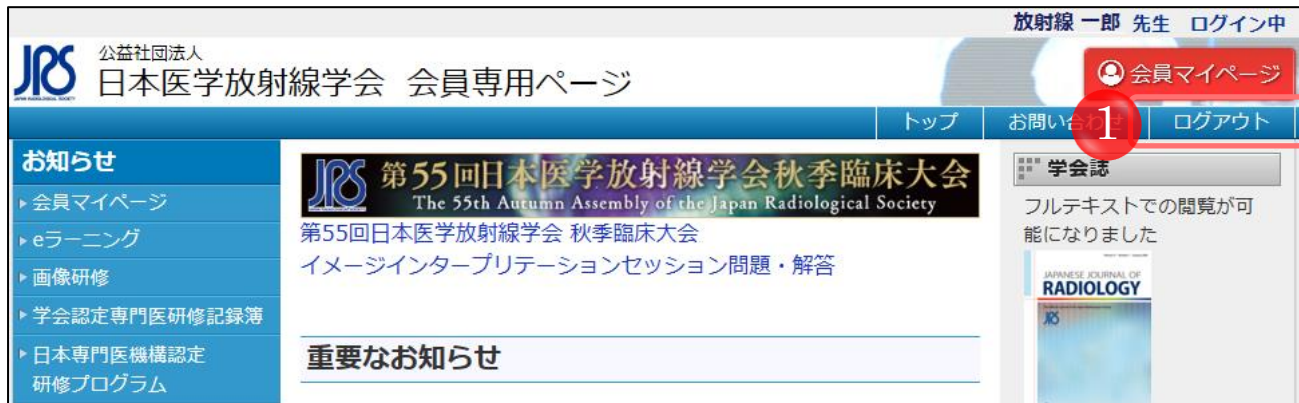 放射線 一郎 先生 ログイン中
JRS
JAPAN RADIOLOGICAL SOCIETY
公益社団法人
日本医学放射線学会 会員専用ページ
会員マイページ
トップ
お問い合わせ
1
ログアウト
お知らせ
会員マイページ
eラーニング
画像研修
学会認定専門医研修記録簿
日本専門医機構認定
研修プログラム
JRS
第55回日本医学放射線学会秋季臨床大会
The 55th Autumn Assembly of the Japan Radiological Society
第55回日本医学放射線学会 秋季臨床大会
イメージインタープリテーションセッション問題・解答
重要なお知らせ
学会誌
フルテキストでの閲覧が可
能になりました
JAPANESE JOURNAL OF
RADIOLOGY
JRS